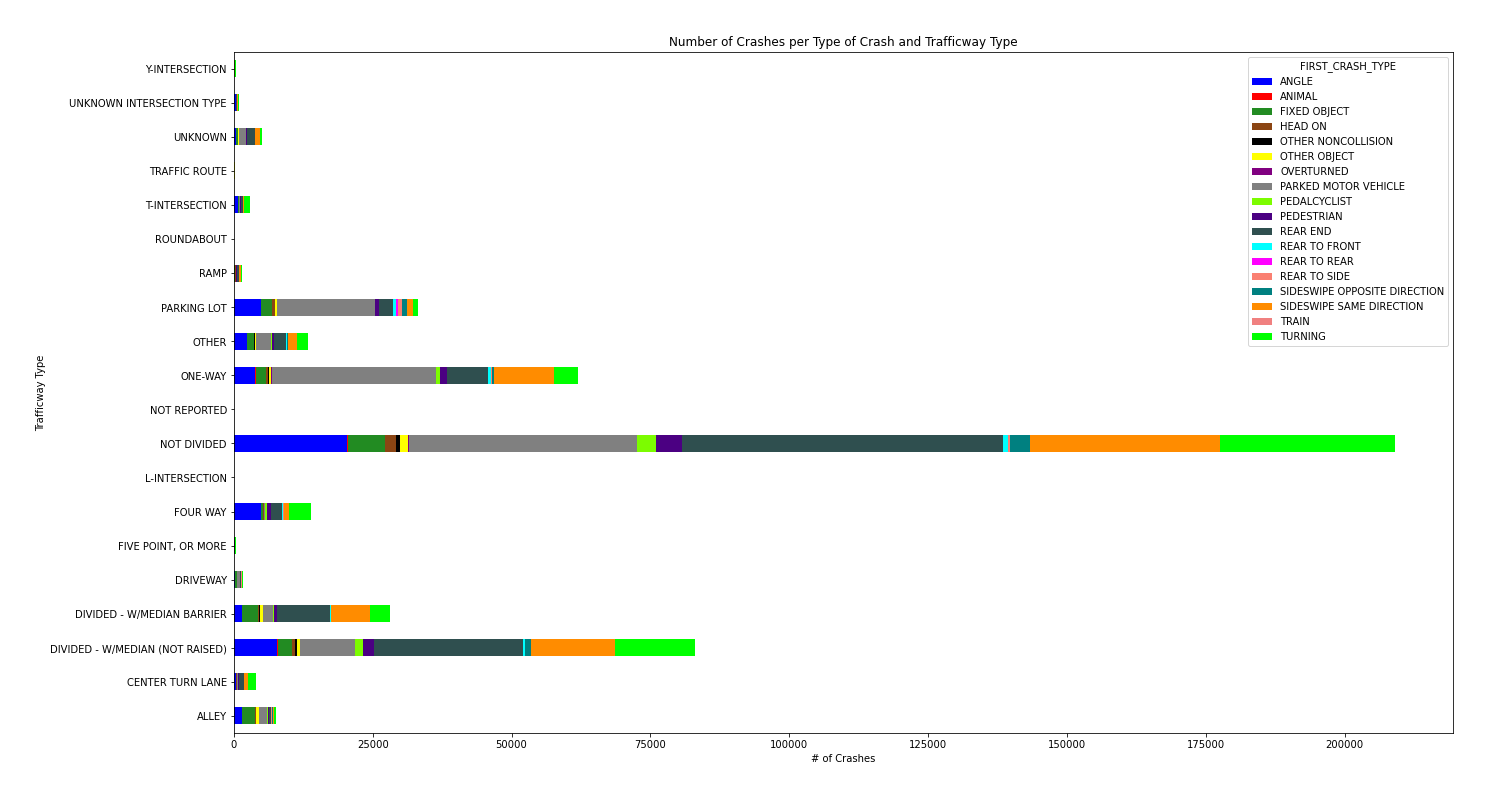 Number of Crashes per Type of Crash and Trafficway Type
Trafficway Type
Y-INTERSECTION
UNKNOWN INTERSECTION TYPE
UNKNOWN
TRAFFIC ROUTE
T-INTERSECTION
ROUNDABOUT
RAMP
PARKING LOT
OTHER
ONE-WAY
NOT REPORTED
NOT DIVIDED
L-INTERSECTION
FOUR WAY
FIVE POINT, OR MORE
DRIVEWAY
DIVIDED - W/MEDIAN BARRIER
DIVIDED - W/MEDIAN (NOT RAISED)
CENTER TURN LANE
ALLEY
FIRST_CRASH_TYPE
ANGLE
ANIMAL
FIXED OBJECT
HEAD ON
OTHER NONCOLLISION
OTHER OBJECT
OVERTURNED
PARKED MOTOR VEHICLE
PEDALCYCLIST
PEDESTRIAN
REAR END
REAR TO FRONT
REAR TO REAR
REAR TO SIDE
SIDESWIPE OPPOSITE DIRECTION
SIDESWIPE SAME DIRECTION
TRAIN
TURNING
0 25000 50000 75000 100000 125000 150000 175000 200000
# of Crashes